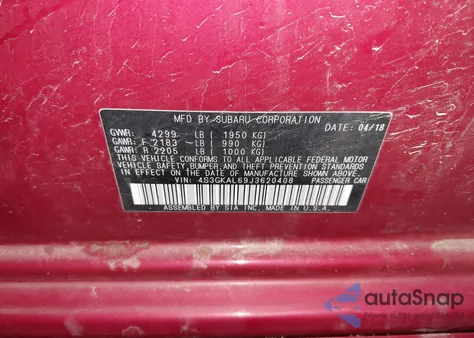 MFD BY SUBARU CORPORATION
DATE: 04/18
GVWR: 4299 LB ( 1950 KG)
GAWR: F 2183 LB ( 990 KG)
GAWR: R 2205 LB ( 1000 KG)
THIS VEHICLE CONFORMS TO ALL APPLICABLE FEDERAL MOTOR
VEHICLE SAFETY, BUMPER, AND THEFT PREVENTION STANDARDS
IN EFFECT ON THE DATE OF MANUFACTURE SHOWN ABOVE.
VIN: 4S3GKAL69J3620408 PASSENGER CAR
ASSEMBLED BY SIA INC. MADE IN U.S.A.
autoSnap